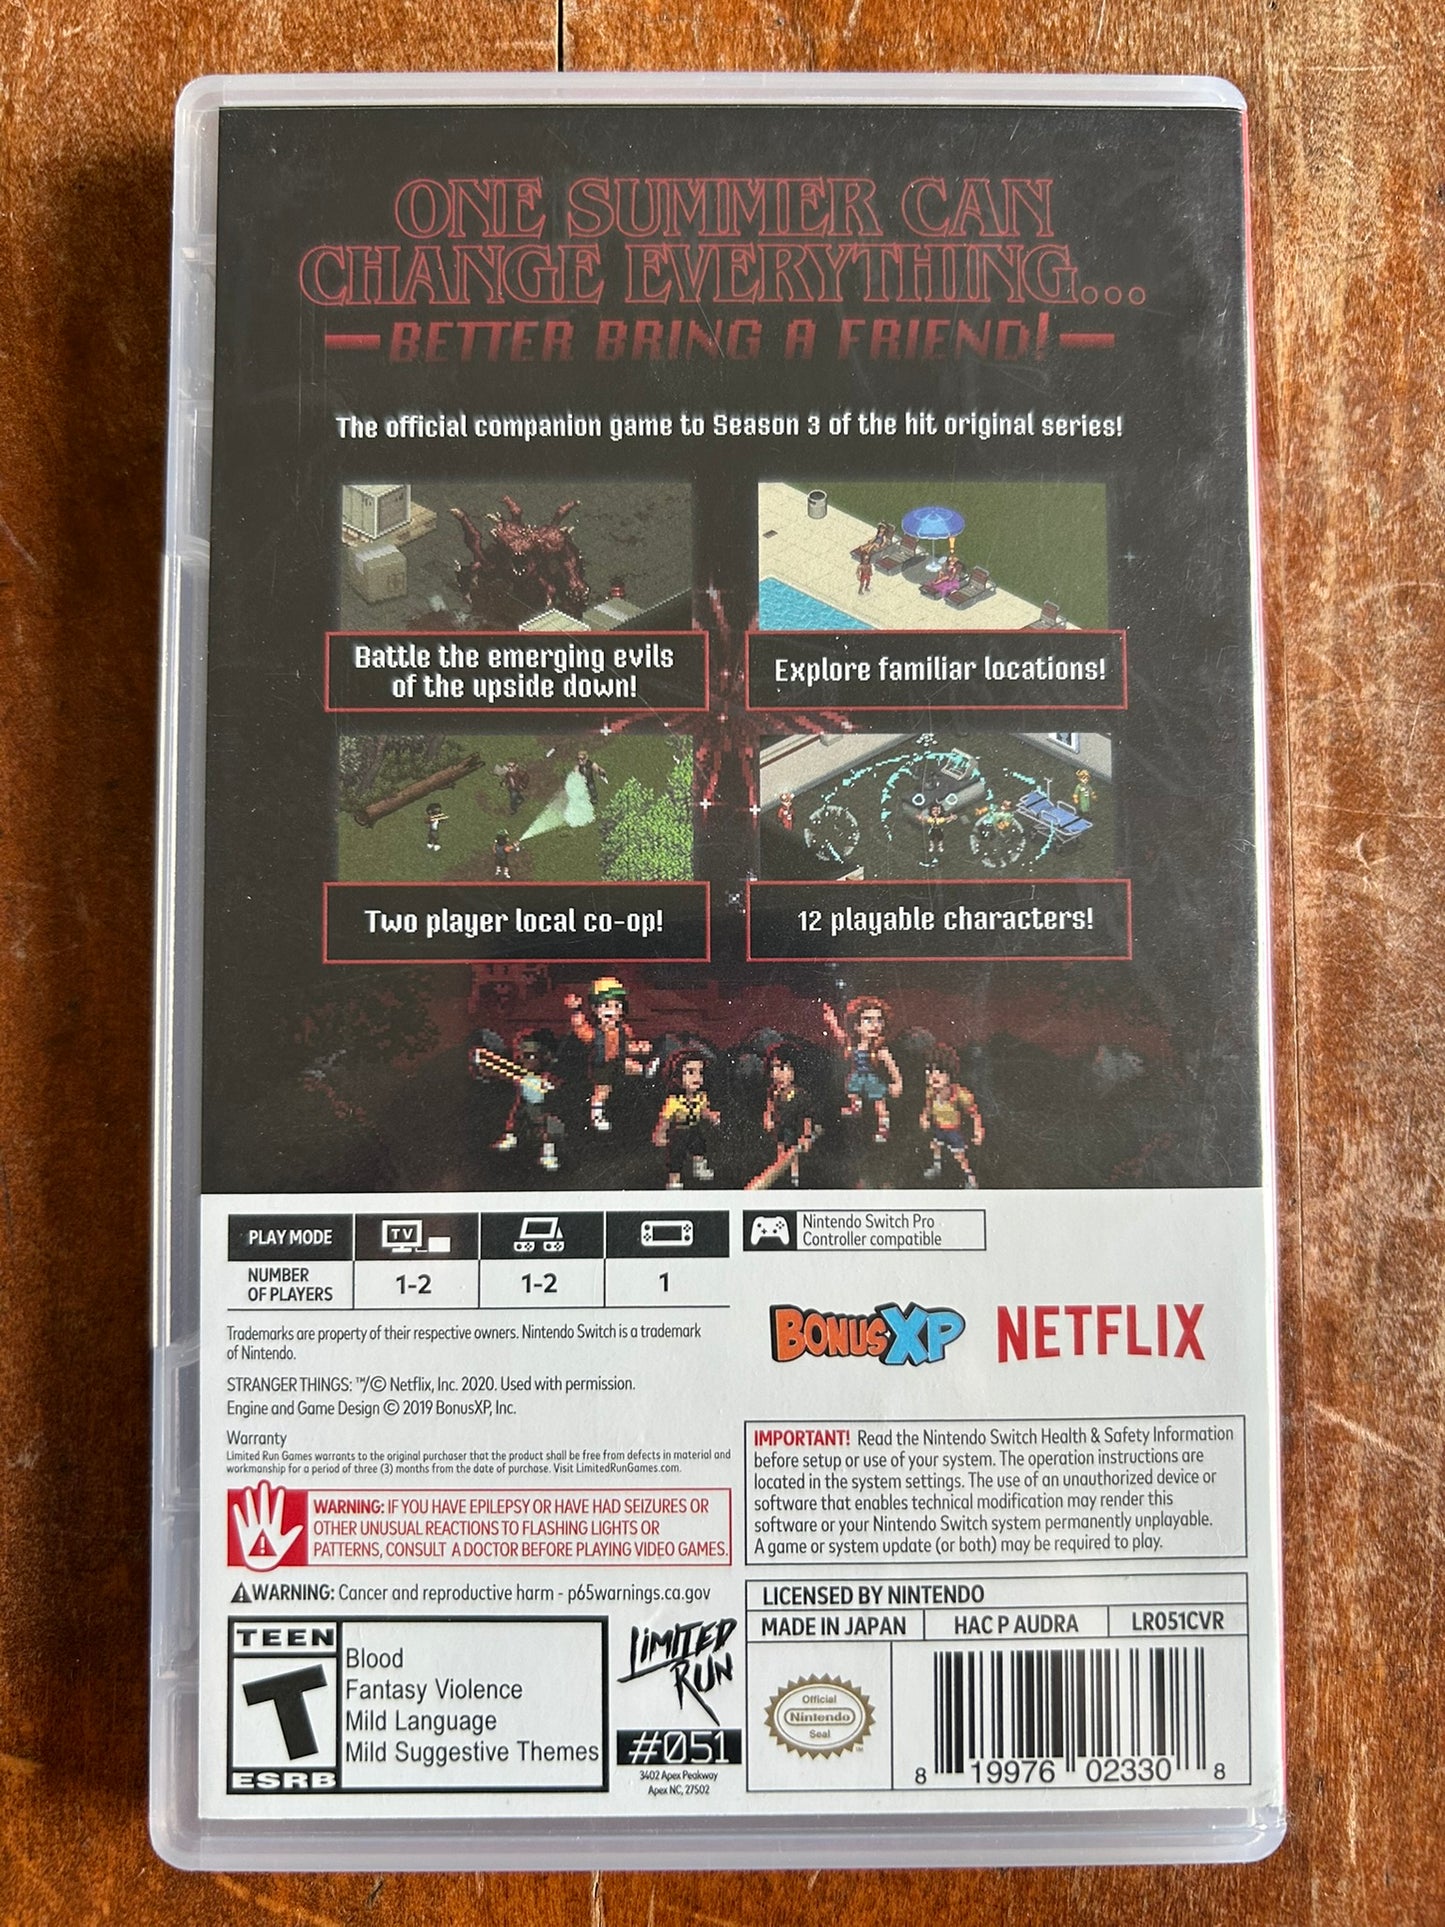 ONE SUMMER CAN
CHANGE EVERYTHING...
BETTER BRING A FRIEND!
The official companion game to Season 3 of the hit original series!
Battle the emerging evils
of the upside down!
Explore familiar locations!
Two player local co-op!
12 playable characters!
PLAY MODE
TV
NUMBER
OF PLAYERS
1-2
1-2
1
Nintendo Switch Pro
Controller compatible
Trademarks are property of their respective owners. Nintendo Switch is a trademark
of Nintendo.
STRANGER THINGS: ™/© Netflix, Inc. 2020. Used with permission.
Engine and Game Design © 2019 BonusXP, Inc.
BONUSXP
NETFLIX
Warranty
Limited Run Games warrants to the original purchaser that the product shall be free from defects in material and
workmanship for a period of three (3) months from the date of purchase. Visit LimitedRunGames.com.
WARNING: IF YOU HAVE EPILEPSY OR HAVE HAD SEIZURES OR
OTHER UNUSUAL REACTIONS TO FLASHING LIGHTS OR
PATTERNS, CONSULT A DOCTOR BEFORE PLAYING VIDEO GAMES.
WARNING: Cancer and reproductive harm - p65warnings.ca.gov
IMPORTANT! Read the Nintendo Switch Health & Safety Information
before setup or use of your system. The operation instructions are
located in the system settings. The use of an unauthorized device or
software that enables technical modification may render this
software or your Nintendo Switch system permanently unplayable.
A game or system update (or both) may be required to play.
TEEN
T
ESRB
Blood
Fantasy Violence
Mild Language
Mild Suggestive Themes
LIMITED
RUN
#051
3402 Apex Peakway
Apex NC, 27502
LICENSED BY NINTENDO
MADE IN JAPAN
HAC P AUDRA
LR051CVR
Official
Nintendo
Seal
8 19976 02330 8